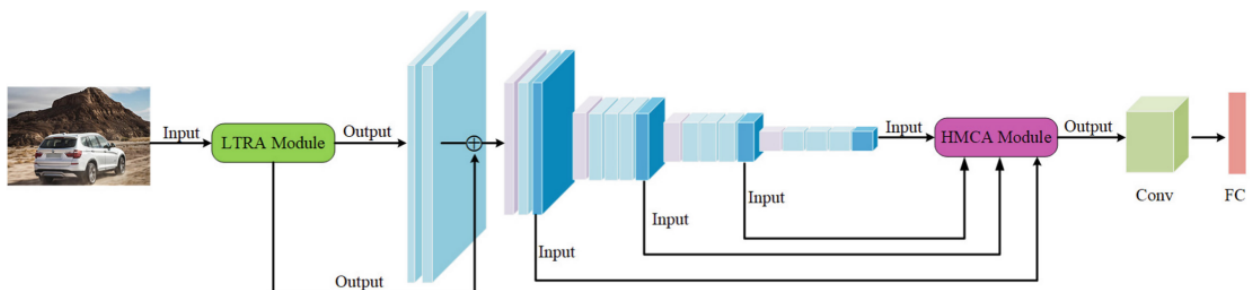 Input
LTRA Module
Output
Input
HMCA Module
Output
Input
Input
Input
Output
Conv
FC